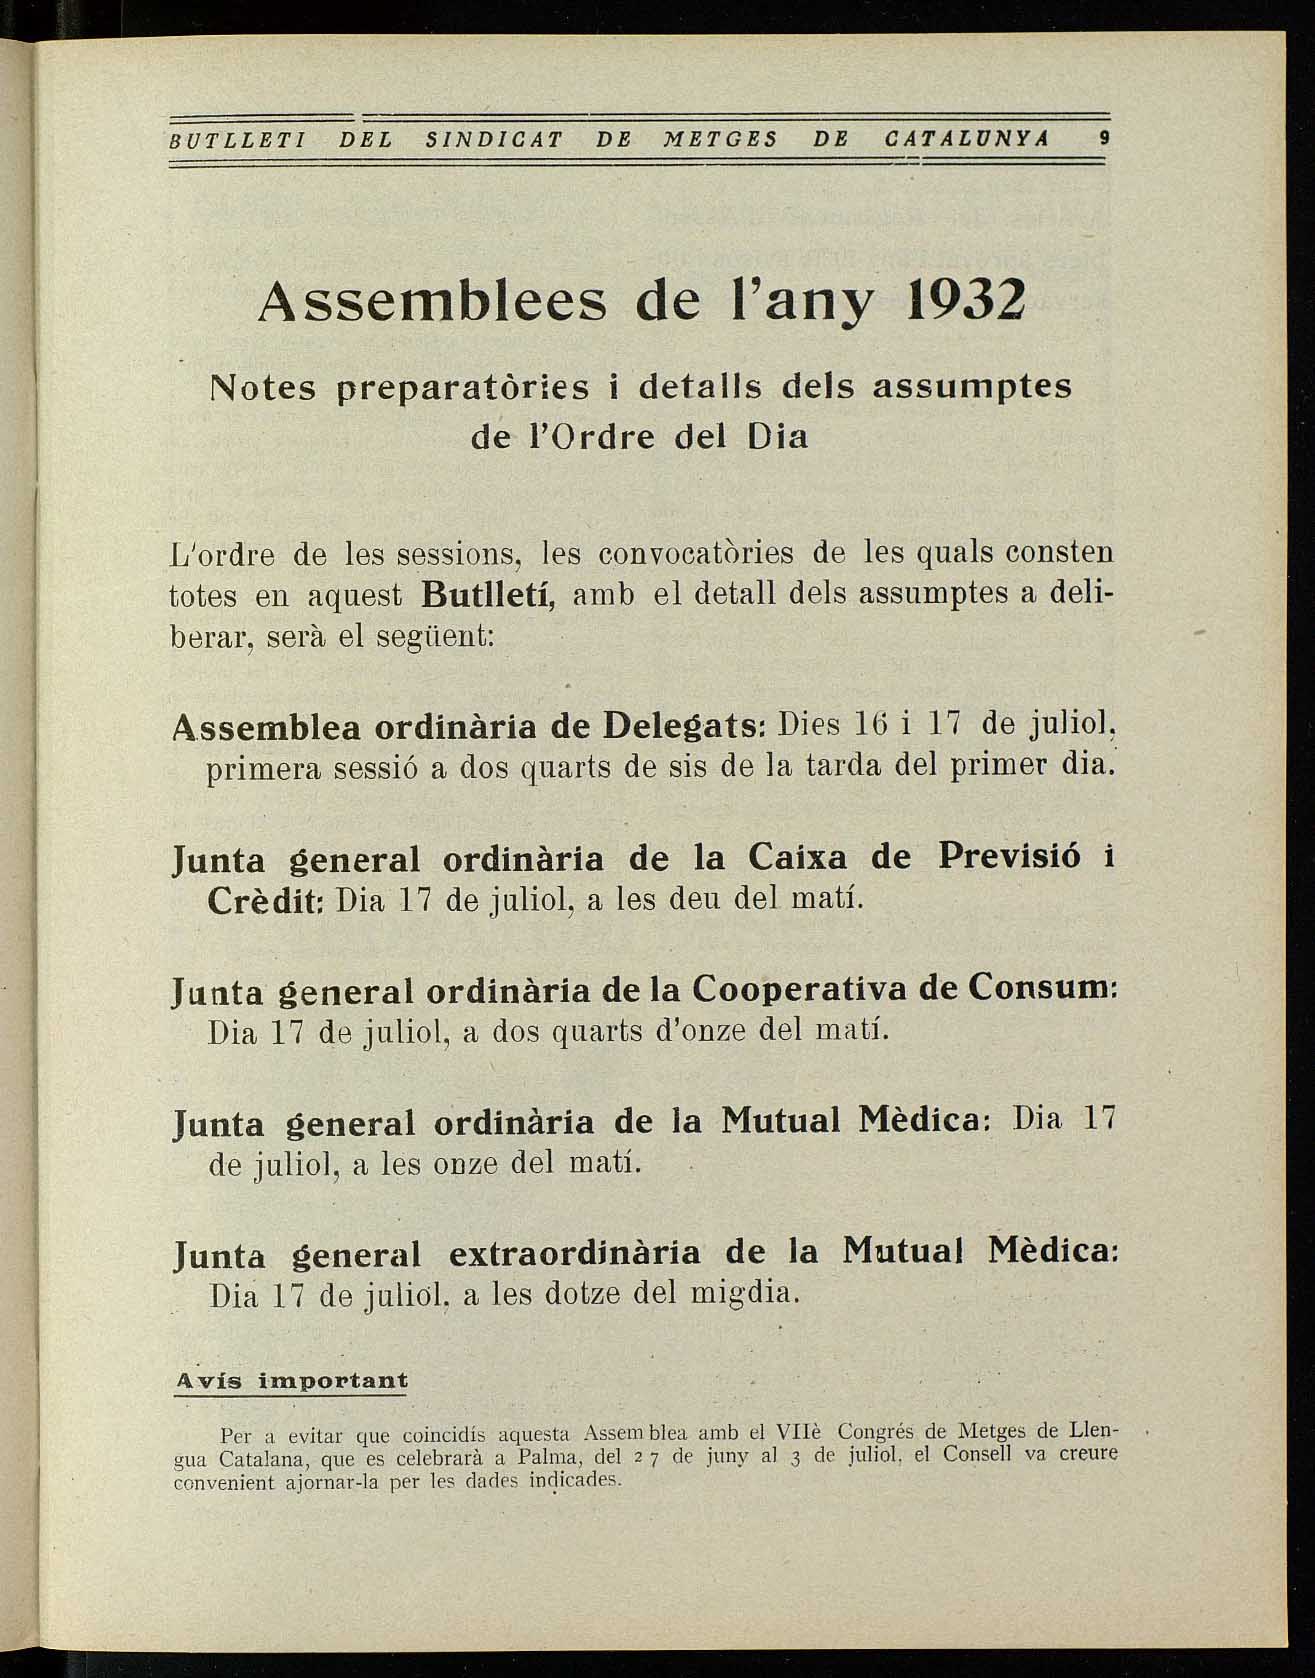 BUTLLETI DEL SINDICAT DE METGES DE CATALUNYA 9
Assemblees de l'any 1932
Notes preparatòries i detalls dels assumptes
de l'Ordre del Dia
L'ordre de les sessions, les convocatòries de les quals consten
totes en aquest Butlletí, amb el detall dels assumptes a deli-
berar, serà el següent:
Assemblea ordinària de Delegats: Dies 16 i 17 de juliol,
primera sessió a dos quarts de sis de la tarda del primer dia.
Junta general ordinària de la Caixa de Previsió i
Crèdit: Dia 17 de juliol, a les deu del matí.
Junta general ordinària de la Cooperativa de Consum:
Dia 17 de juliol, a dos quarts d'onze del matí.
Junta general ordinària de la Mutual Mèdica: Dia 17
de juliol, a les onze del matí.
Junta general extraordinària de la Mutual Mèdica:
Dia 17 de juliol, a les dotze del migdia.
Avís important
Per a evitar que coincidís aquesta Assemblea amb el VIIè Congrés de Metges de Llen-
gua Catalana, que es celebrarà a Palma, del 27 de juny al 3 de juliol, el Consell va creure
convenient ajornar-la per les dades indicades.